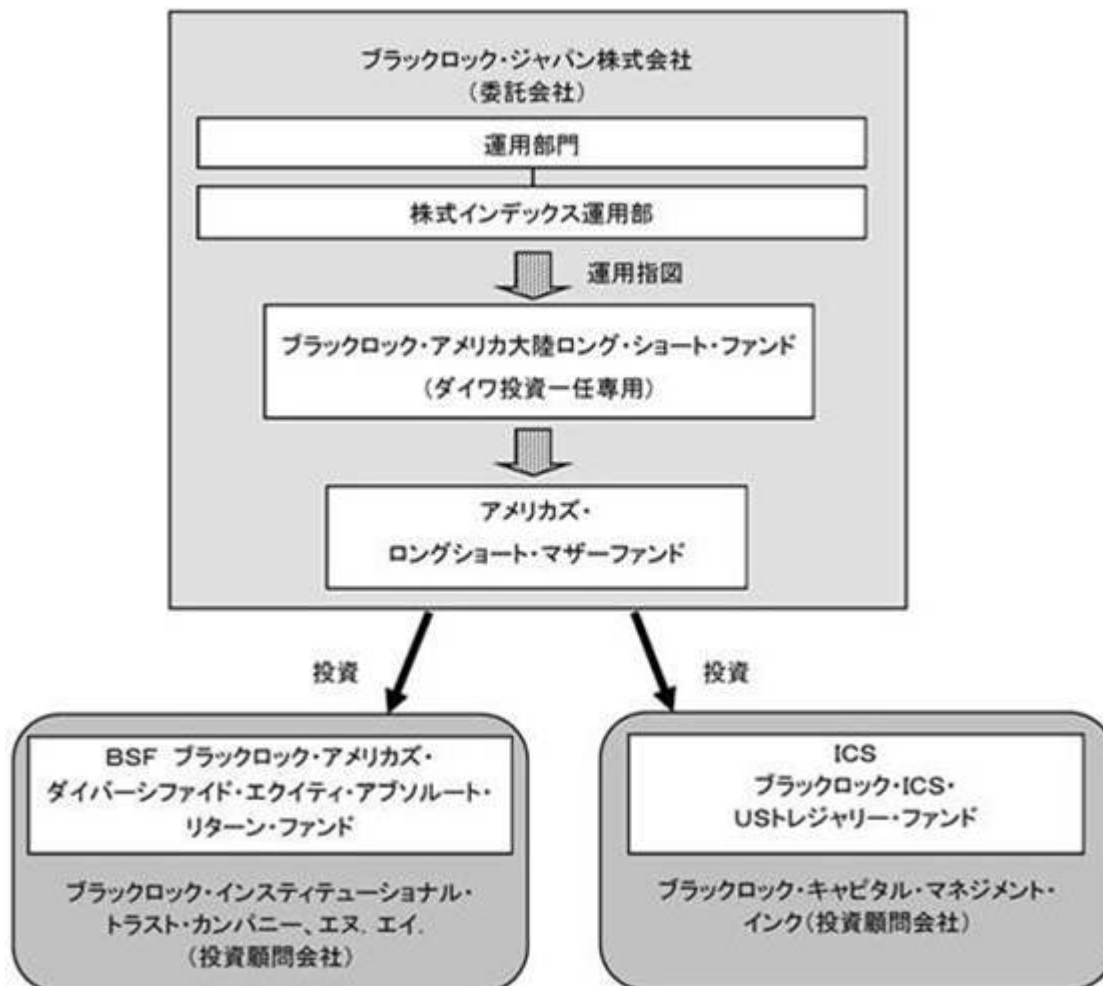 ブラックロック・ジャパン株式会社
(委託会社)
運用部門
株式インデックス運用部
運用指図
ブラックロック・アメリカ大陸ロング・ショート・ファンド
(ダイワ投資一任専用)
アメリカズ・
ロングショート・マザーファンド
投資
投資
BSF ブラックロック・アメリカズ・
ダイバーシファイド・エクイティ・アブソルート・
リターン・ファンド
ブラックロック・インスティテューショナル・
トラスト・カンパニー、エヌ.エイ.
(投資顧問会社)
ICS
ブラックロック・ICS・
USトレジャリー・ファンド
ブラックロック・キャピタル・マネジメント・
インク(投資顧問会社)